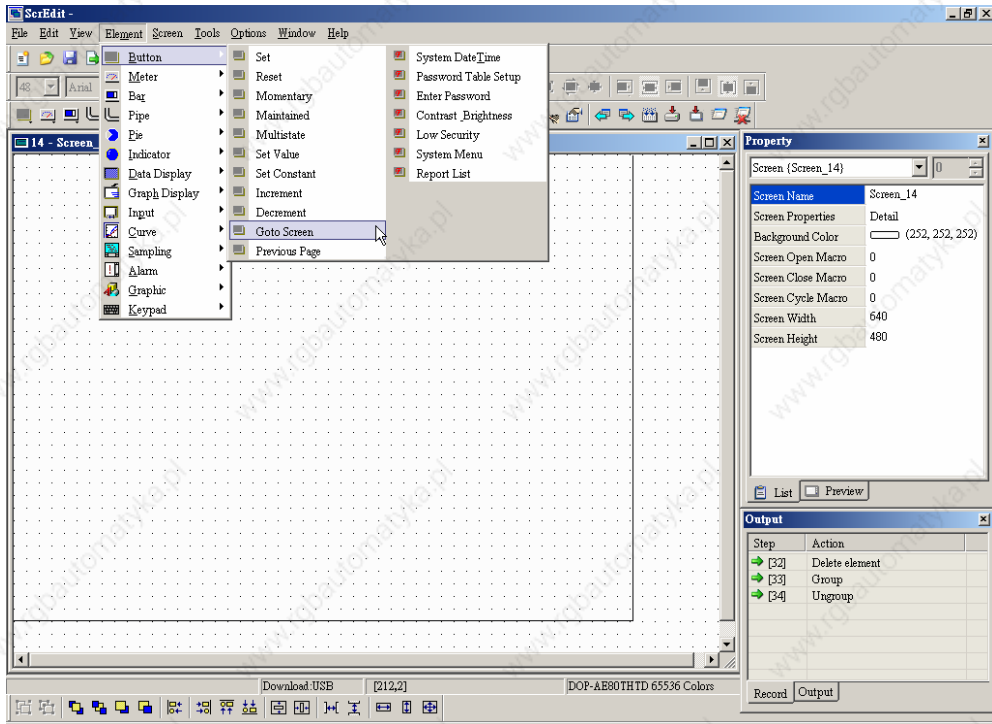 ScrEdit -
File Edit View Element Screen Tools Options Window Help
Button
Meter
Bar
Pipe
Pie
Indicator
Data Display
Graph Display
Input
Curve
Sampling
Alarm
Graphic
Keypad
Set
Reset
Momentary
Maintained
Multistate
Set Value
Set Constant
Increment
Decrement
Goto Screen
Previous Page
System DateTime
Password Table Setup
Enter Password
Contrast_Brightness
Low Security
System Menu
Report List
48 Arial
14 - Screen_
Property
Screen {Screen_14} 0
Screen Name Screen_14
Screen Properties Detail
Background Color (252, 252, 252)
Screen Open Macro 0
Screen Close Macro 0
Screen Cycle Macro 0
Screen Width 640
Screen Height 480
List Preview
Output
Step Action
[32] Delete element
[33] Group
[34] Ungroup
Record Output
Download:USB [212,2] DOP-AE80THTD 65536 Colors
www.rgbautomatyka.pl